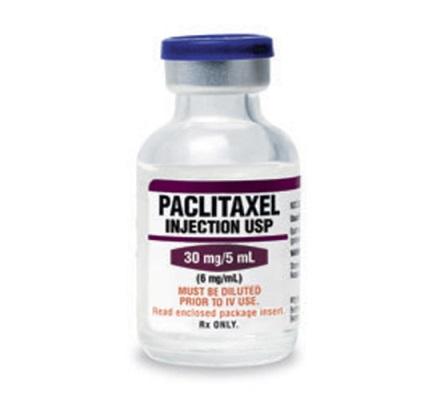 PACLITAXEL
INJECTION USP
30 mg/5 mL
(6 mg/mL)
MUST BE DILUTED
PRIOR TO IV USE.
Read enclosed package insert.
Rx ONLY.